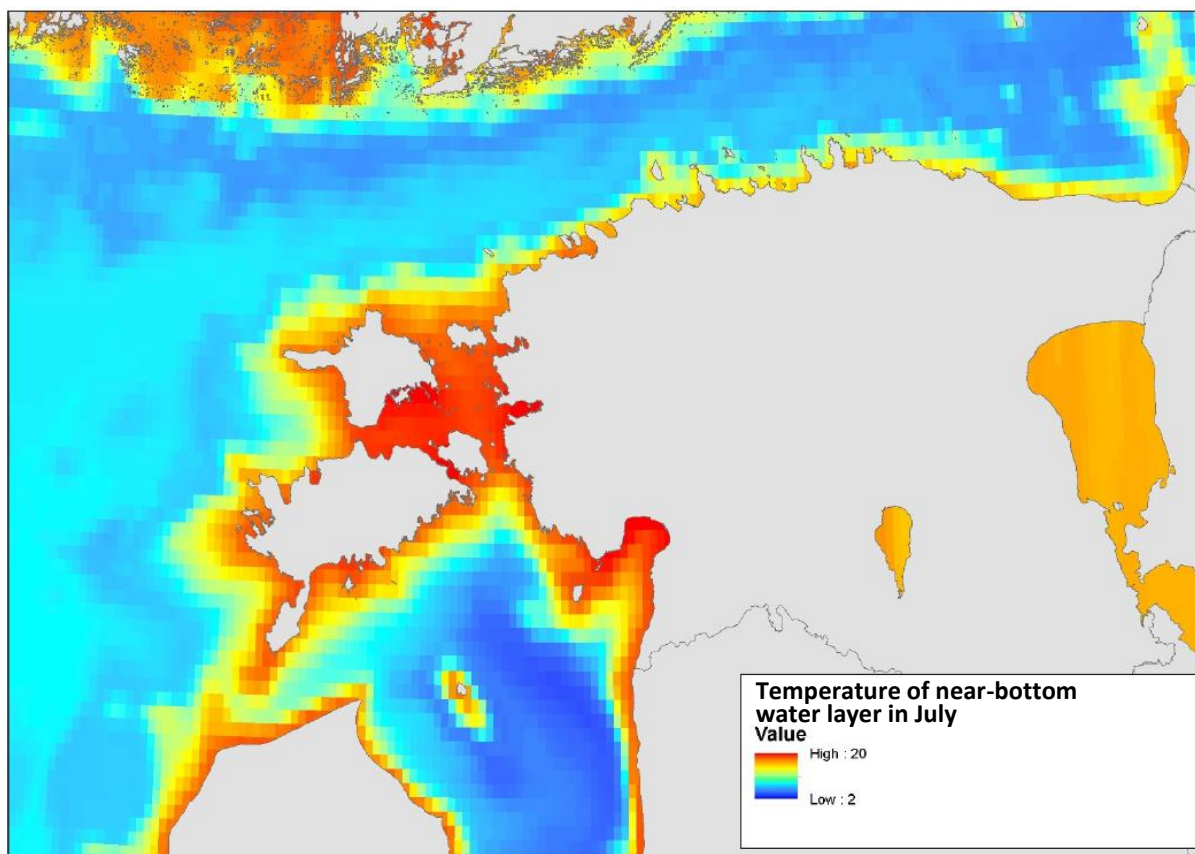 Temperature of near-bottom
water layer in July
Value
High : 20
Low : 2